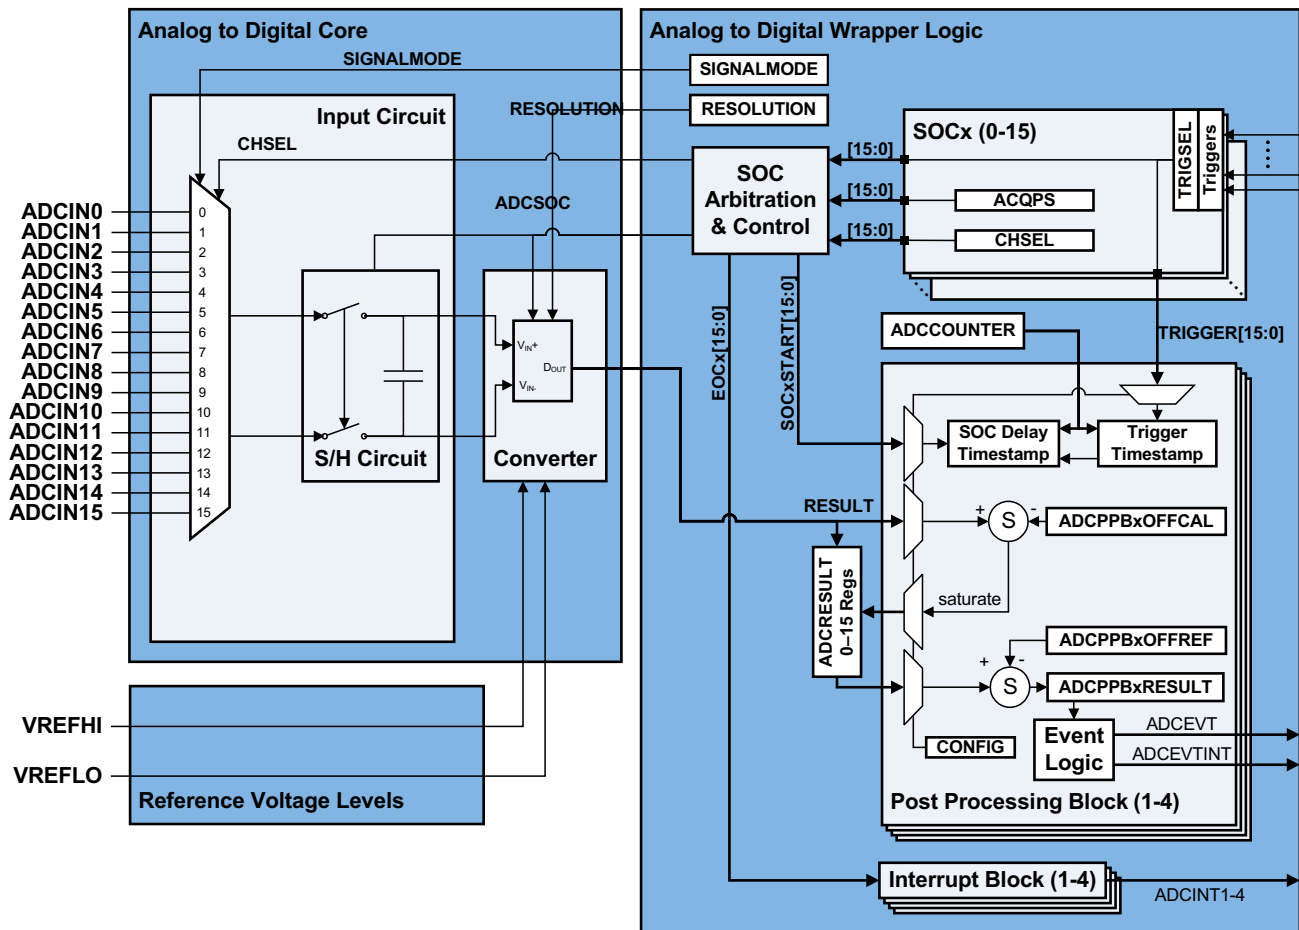 Analog to Digital Core
SIGNALMODE
Input Circuit
RESOLUTION
CHSEL
ADCSOC
ADCIN0
ADCIN1
ADCIN2
ADCIN3
ADCIN4
ADCIN5
ADCIN6
ADCIN7
ADCIN8
ADCIN9
ADCIN10
ADCIN11
ADCIN12
ADCIN13
ADCIN14
ADCIN15
0
1
2
3
4
5
6
7
8
9
10
11
12
13
14
15
S/H Circuit
VIN+
VIN-
DOUT
Converter
VREFHI
VREFLO
Reference Voltage Levels
Analog to Digital Wrapper Logic
SIGNALMODE
RESOLUTION
SOC
Arbitration
& Control
[15:0]
[15:0]
[15:0]
SOCx (0-15)
TRIGSEL
Triggers
ACQPS
CHSEL
EOCx[15:0]
SOCxSTART[15:0]
ADCCOUNTER
TRIGGER[15:0]
SOC Delay
Timestamp
Trigger
Timestamp
RESULT
+
S
-
ADCPPBxOFFCAL
ADCRESULT
0–15 Regs
saturate
ADCPPBxOFFREF
+
-
S
ADCPPBxRESULT
CONFIG
Event
Logic
ADCEVT
ADCEVTINT
Post Processing Block (1-4)
Interrupt Block (1-4)
ADCINT1-4